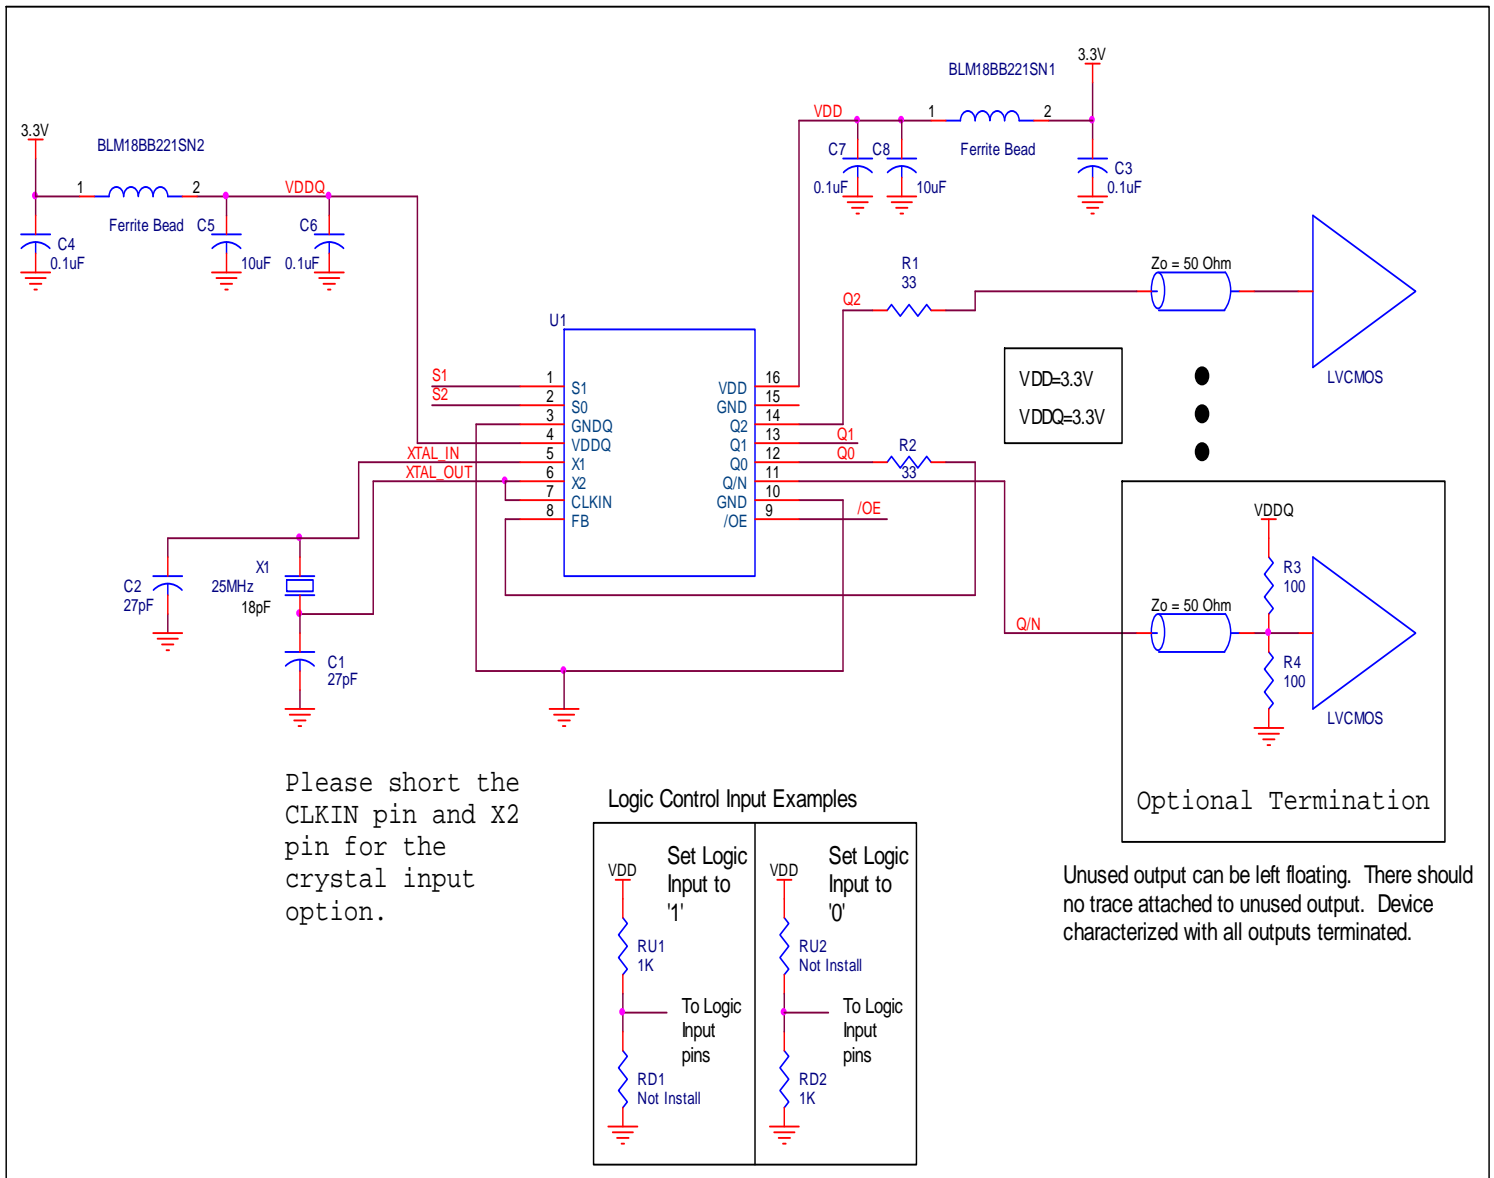 3.3V
BLM18BB221SN1
3.3V
BLM18BB221SN2
VDD
1
2
C7
C8
Ferrite Bead
C3
0.1uF
10uF
0.1uF
1
2
VDDQ
Ferrite Bead
C5
C6
C4
0.1uF
10uF
0.1uF
R1
33
Zo = 50 Ohm
Q2
LVCMOS
VDD=3.3V
VDDQ=3.3V
U1
S1
S2
1
2
3
4
5
6
7
8
S1
S0
GNDQ
VDDQ
X1
X2
CLKIN
FB
VDD
GND
Q2
Q1
Q0
Q/N
GND
/OE
16
15
14
13
12
11
10
9
Q1
Q0
R2
33
/OE
XTAL_IN
XTAL_OUT
C2
27pF
X1
25MHz
18pF
C1
27pF
VDDQ
R3
100
Zo = 50 Ohm
Q/N
R4
100
LVCMOS
Optional Termination
Please short the
CLKIN pin and X2
pin for the
crystal input
option.
Logic Control Input Examples
VDD
Set Logic
Input to
'1'
RU1
1K
To Logic
Input
pins
RD1
Not Install
VDD
Set Logic
Input to
'0'
RU2
Not Install
To Logic
Input
pins
RD2
1K
Unused output can be left floating. There should
no trace attached to unused output. Device
characterized with all outputs terminated.